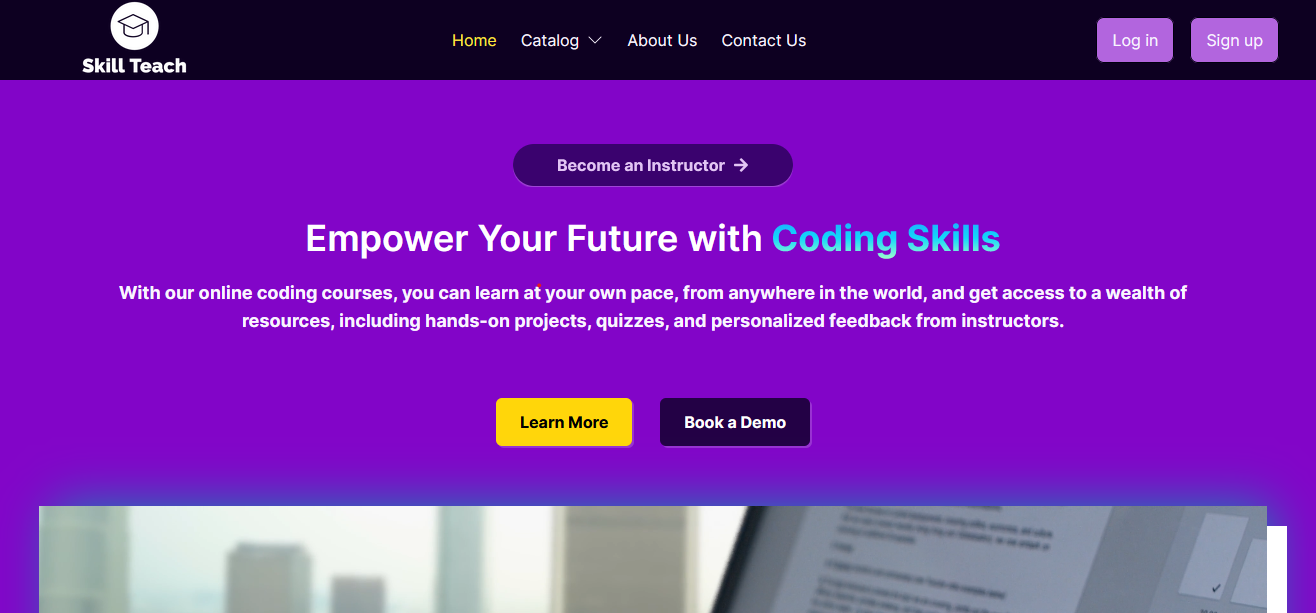 Skill Teach
Home
Catalog
About Us
Contact Us
Log in
Sign up
Become an Instructor
Empower Your Future with Coding Skills
With our online coding courses, you can learn at your own pace, from anywhere in the world, and get access to a wealth of
resources, including hands-on projects, quizzes, and personalized feedback from instructors.
Learn More
Book a Demo